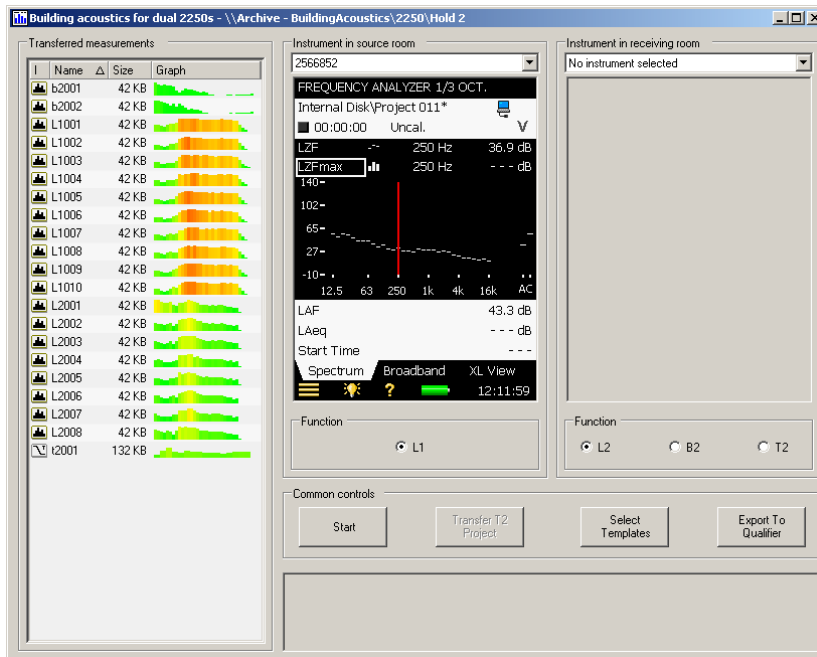 Building acoustics for dual 2250s - \\Archive - BuildingAcoustics\2250\Hold 2
Transferred measurements
I Name Size Graph
b2001 42 KB
b2002 42 KB
L1001 42 KB
L1002 42 KB
L1003 42 KB
L1004 42 KB
L1005 42 KB
L1006 42 KB
L1007 42 KB
L1008 42 KB
L1009 42 KB
L1010 42 KB
L2001 42 KB
L2002 42 KB
L2003 42 KB
L2004 42 KB
L2005 42 KB
L2006 42 KB
L2007 42 KB
L2008 42 KB
t2001 132 KB
Instrument in source room
2566852
FREQUENCY ANALYZER 1/3 OCT.
Internal Disk\Project 011*
00:00:00 Uncal. V
LZF 250 Hz 36.9 dB
LZFmax 250 Hz - - - dB
140-
102-
65-
27-
-10-
12.5 63 250 1k 4k 16k AC
LAF 43.3 dB
LAeq - - - dB
Start Time - - -
Spectrum Broadband XL View
? 12:11:59
Function
L1
Instrument in receiving room
No instrument selected
Function
L2 B2 T2
Common controls
Start
Transfer T2
Project
Select
Templates
Export To
Qualifier